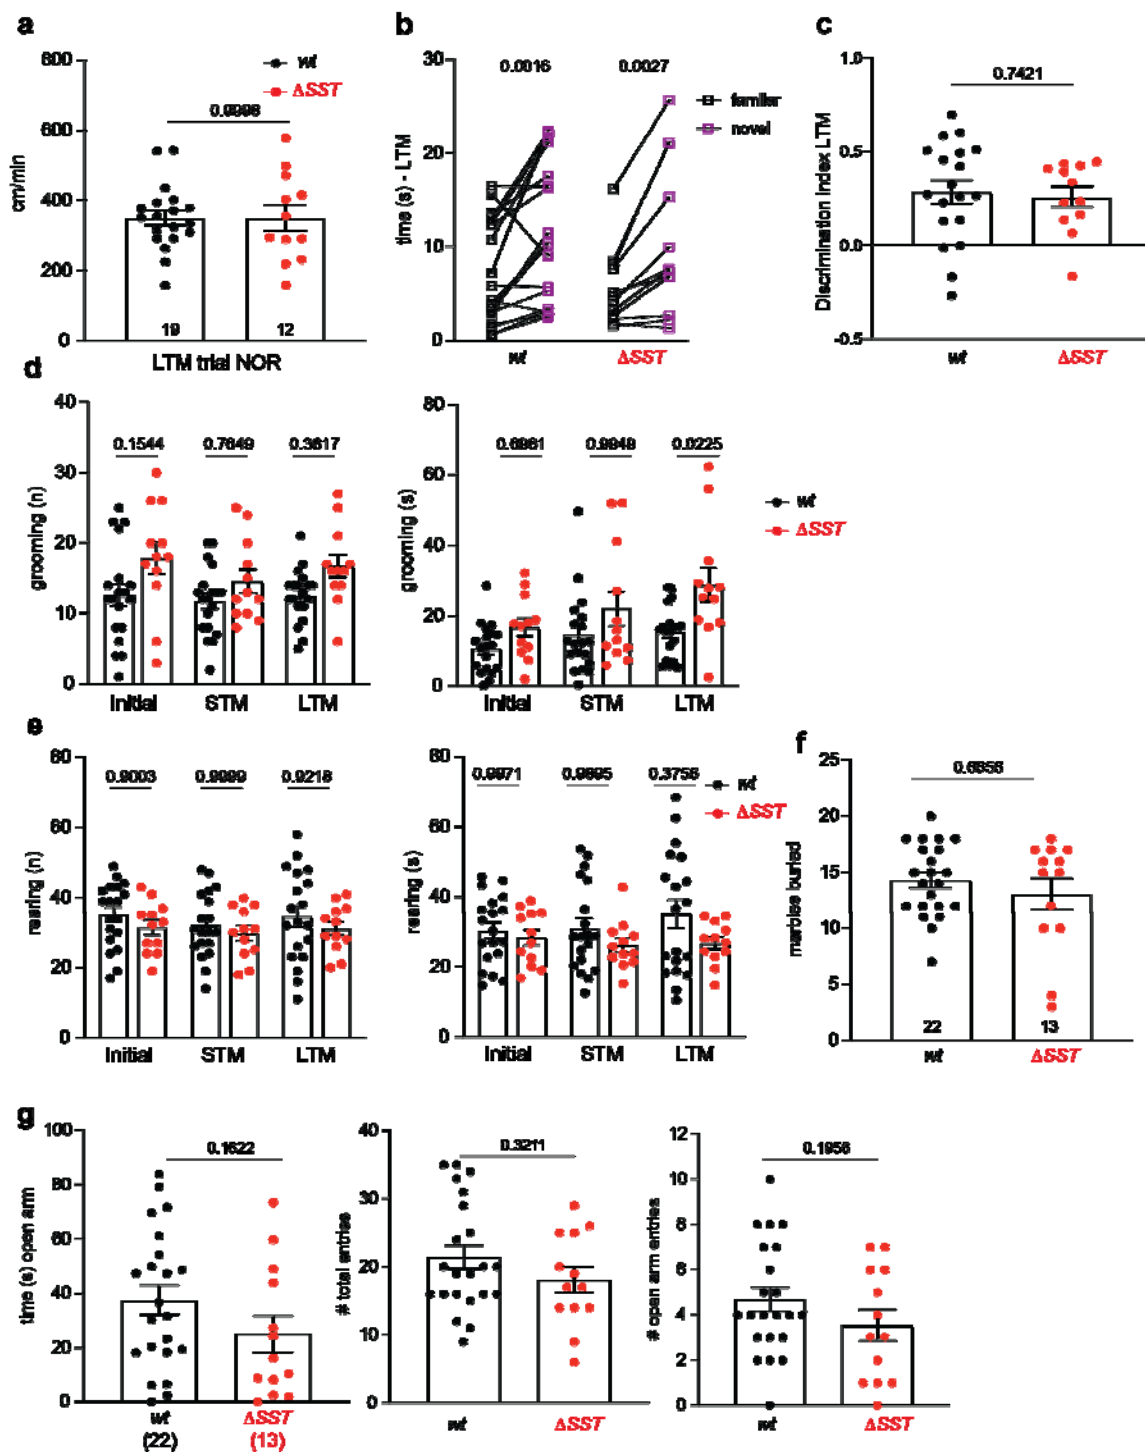 a
800
600
400
200
0
cm/min
wt
ΔSST
0.9998
19
12
LTM trial NOR
b
30
20
10
0
time (s) - LTM
0.0016
0.0027
familiar
novel
wt
ΔSST
c
1.0
0.5
0.0
-0.5
Discrimination index LTM
0.7421
wt
ΔSST
d
40
30
20
10
0
grooming (n)
0.1544
0.7649
0.3617
Initial
STM
LTM
80
60
40
20
0
grooming (s)
0.6961
0.9949
0.0225
wt
ΔSST
Initial
STM
LTM
e
80
60
40
20
0
rearing (n)
0.9003
0.9999
0.9218
Initial
STM
LTM
80
60
40
20
0
rearing (s)
0.9971
0.9895
0.3756
wt
ΔSST
Initial
STM
LTM
f
25
20
15
10
5
0
marbles buried
22
13
wt
ΔSST
g
100
80
60
40
20
0
time (s) open arm
0.1622
wt
(22)
ΔSST
(13)
40
30
20
10
0
# total entries
0.3211
wt
ΔSST
12
10
8
6
4
2
0
# open arm entries
0.1956
wt
ΔSST